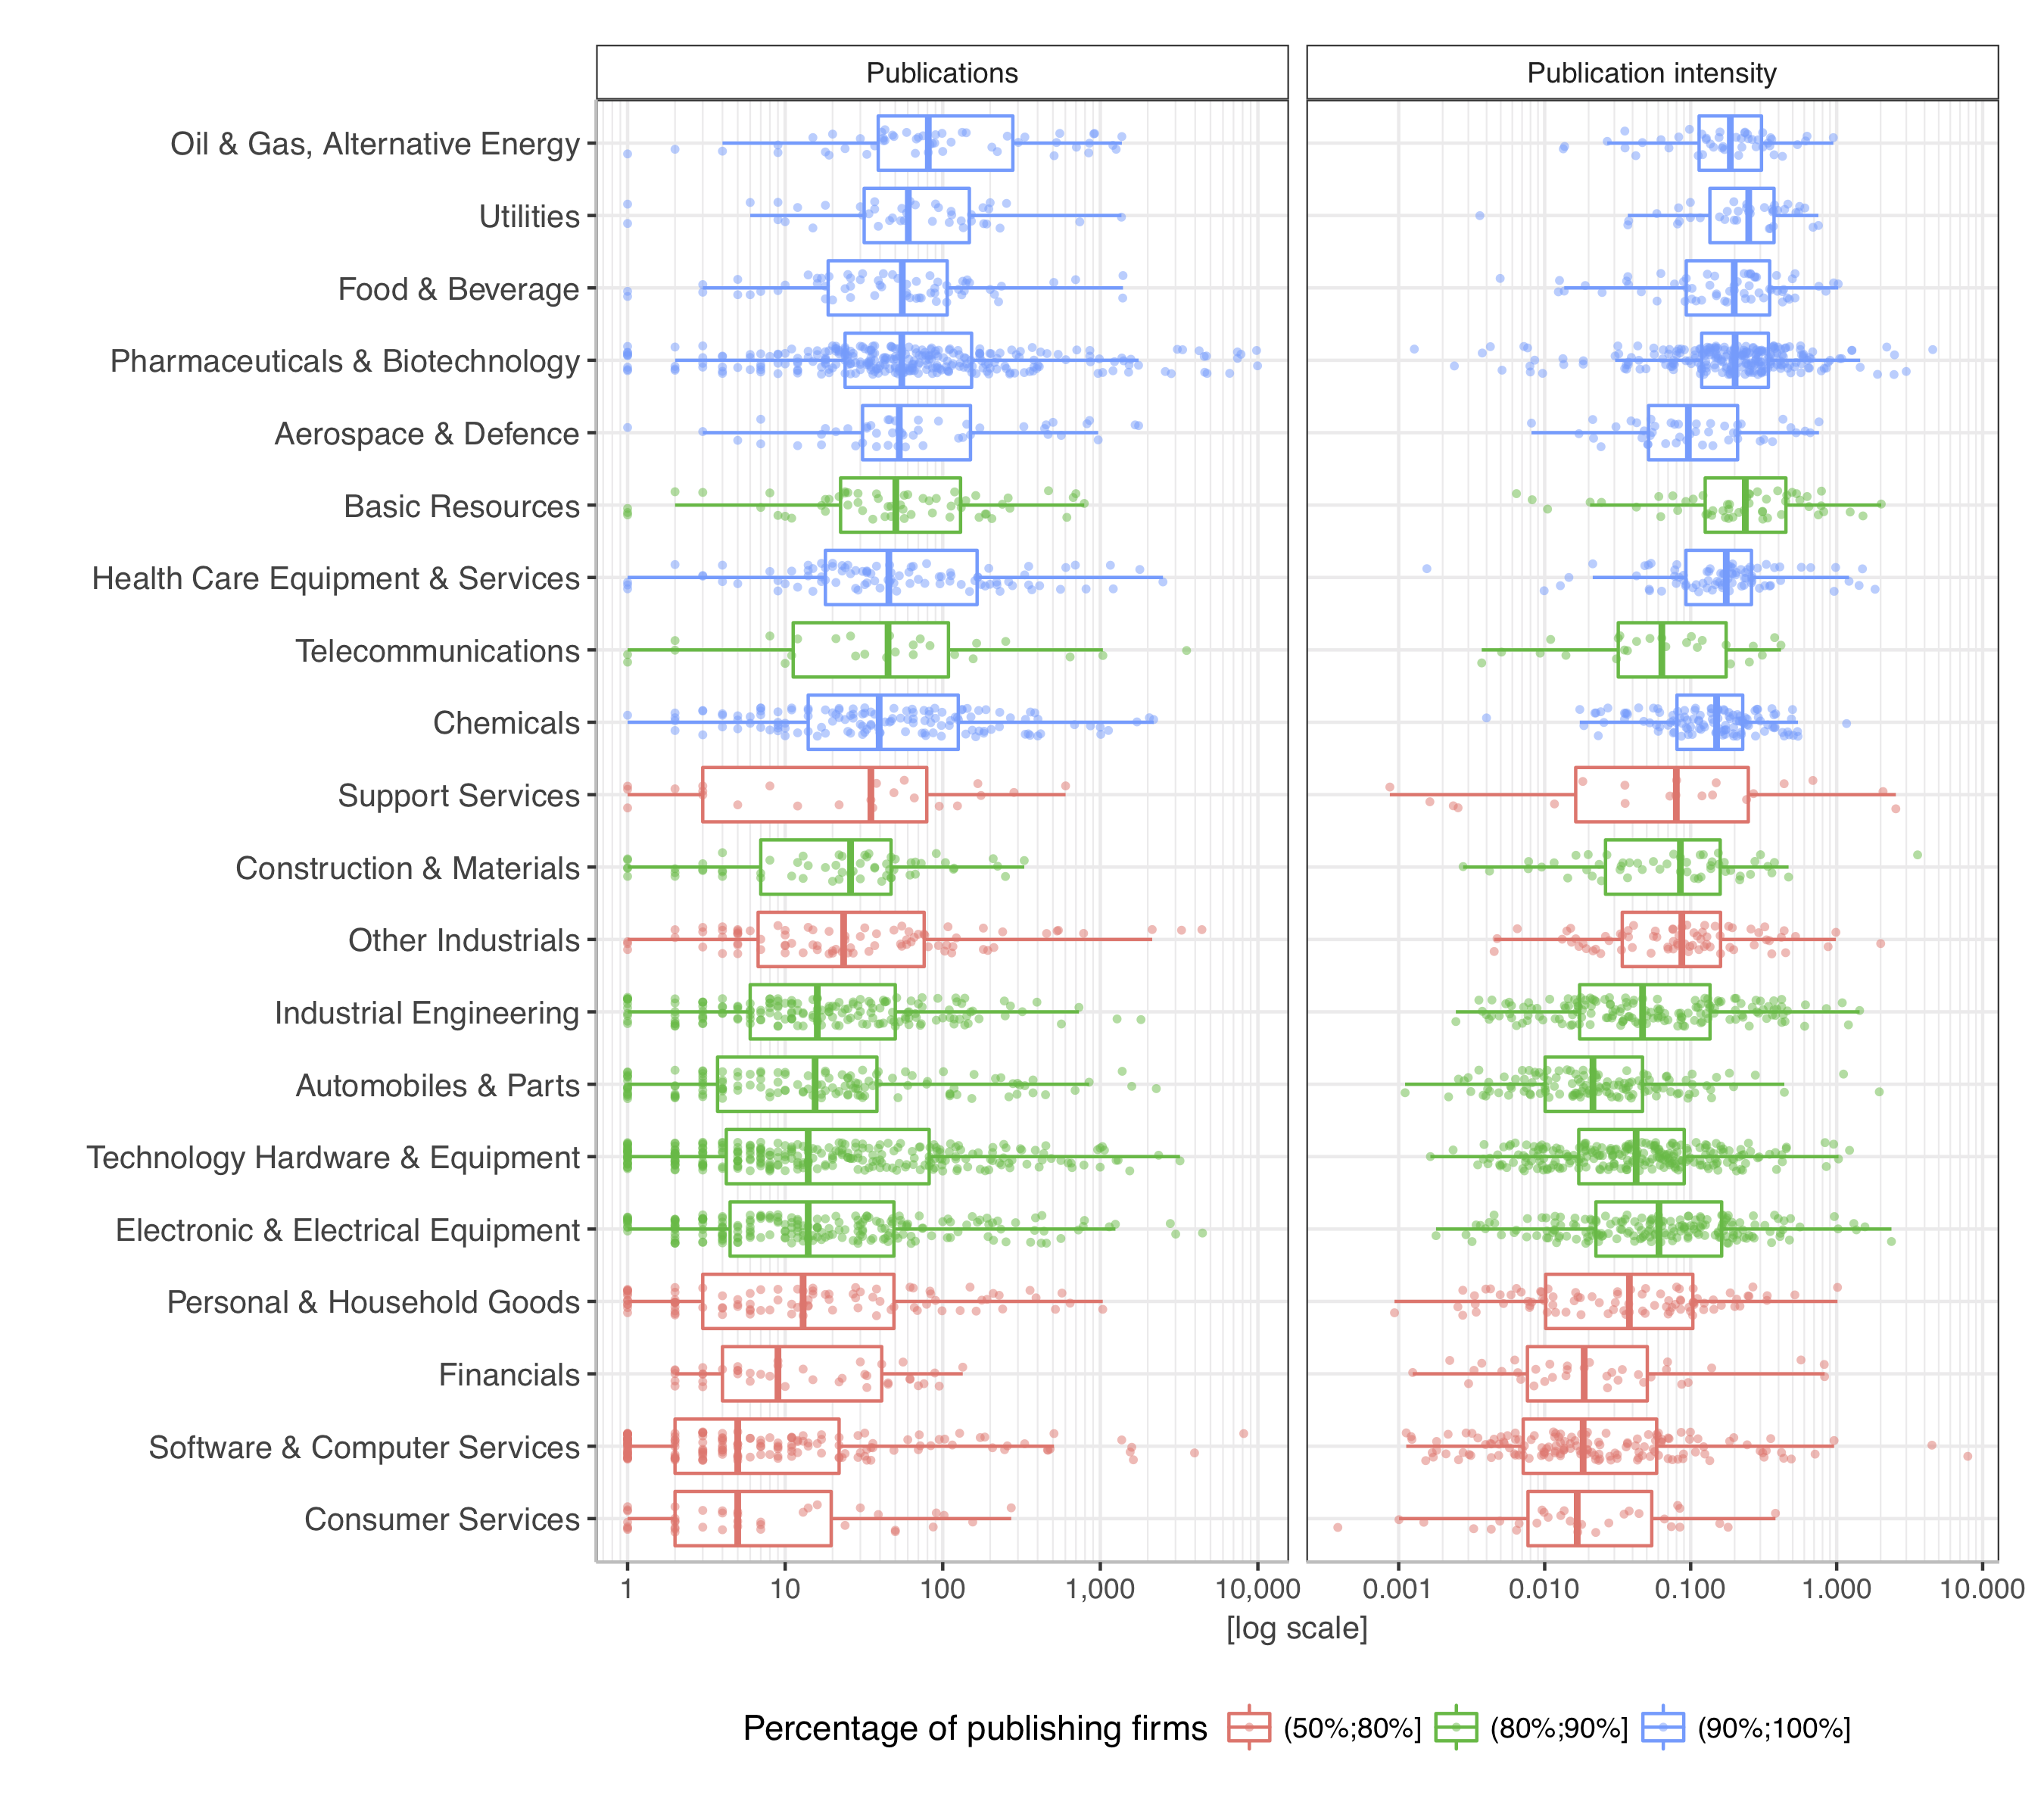 Publications
Publication intensity
Oil & Gas, Alternative Energy
Utilities
Food & Beverage
Pharmaceuticals & Biotechnology
Aerospace & Defence
Basic Resources
Health Care Equipment & Services
Telecommunications
Chemicals
Support Services
Construction & Materials
Other Industrials
Industrial Engineering
Automobiles & Parts
Technology Hardware & Equipment
Electronic & Electrical Equipment
Personal & Household Goods
Financials
Software & Computer Services
Consumer Services
1 10 100 1,000 10,000 0.001 0.010 0.100 1.000 10.000
[log scale]
Percentage of publishing firms (50%;80%] (80%;90%] (90%;100%]